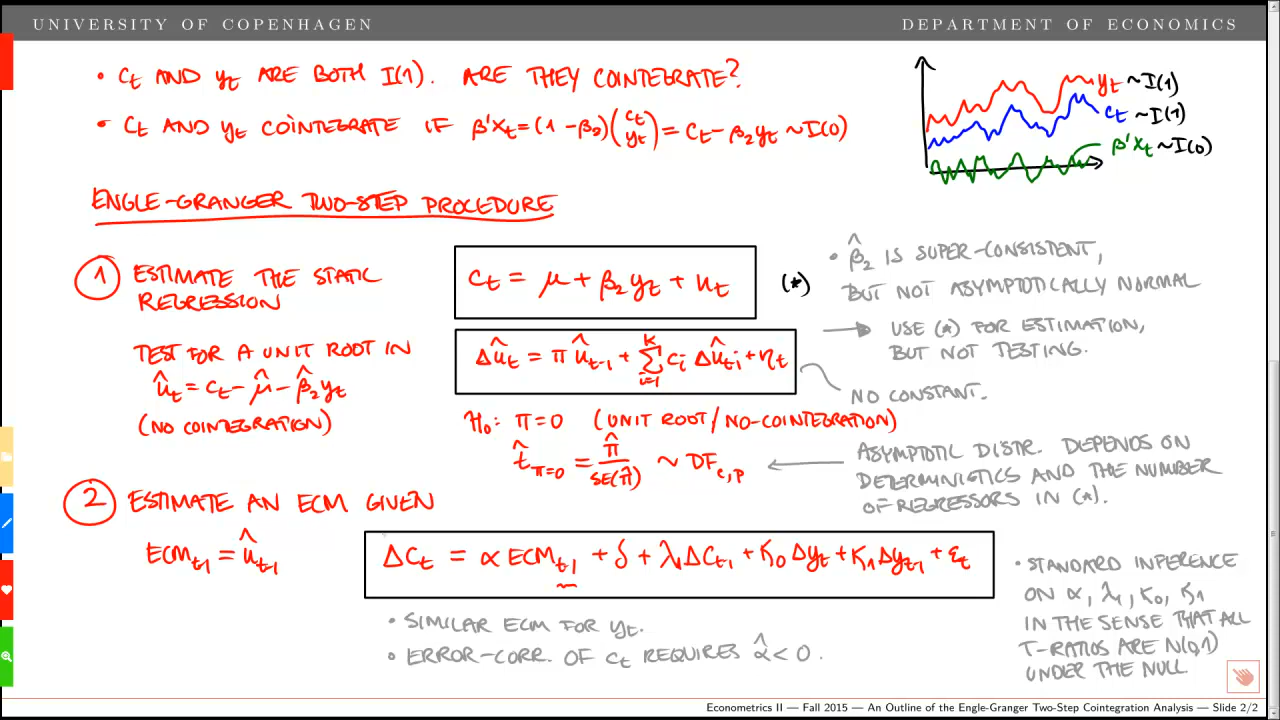 UNIVERSITY OF COPENHAGEN
DEPARTMENT OF ECONOMICS
• Ct AND yt ARE BOTH I(1). ARE THEY COINTEGRATE?
• Ct AND yt COINTEGRATE IF β'Xt = (1 −β2)(Ct yt) = Ct − β2yt ~ I(0)
yt ~ I(1)
Ct ~ I(1)
β'Xt ~ I(0)
ENGLE-GRANGER TWO-STEP PROCEDURE
1 ESTIMATE THE STATIC
REGRESSION
Ct = μ + β2yt + ut (*)
• β̂2 IS SUPER-CONSISTENT,
BUT NOT ASYMPTOTICALLY NORMAL
→ USE (*) FOR ESTIMATION,
BUT NOT TESTING.
TEST FOR A UNIT ROOT IN
ût = Ct − μ̂ − β̂2yt
(NO COINTEGRATION)
Δût = πût-1 + Σ^k_i=1 Ci Δût-i + ηt
NO CONSTANT.
H0: π=0 (UNIT ROOT/NO-COINTEGRATION)
t̂π=0 = π̂ / SE(π̂) ~ DFc,p
← ASYMPTOTIC DISTR. DEPENDS ON
DETERMINISTICS AND THE NUMBER
OF REGRESSORS IN (*).
2 ESTIMATE AN ECM GIVEN
ECMt-1 = ût-1
ΔCt = α ECMt-1 + δ + λ1ΔCt-1 + κ0Δyt + κ1Δyt-1 + εt
• SIMILAR ECM FOR yt.
• ERROR-CORR. OF Ct REQUIRES α̂ < 0.
• STANDARD INFERENCE
ON α, λ1, κ0, κ1
IN THE SENSE THAT ALL
T-RATIOS ARE N(0,1)
UNDER THE NULL.
Econometrics II — Fall 2015 — An Outline of the Engle-Granger Two-Step Cointegration Analysis — Slide 2/2